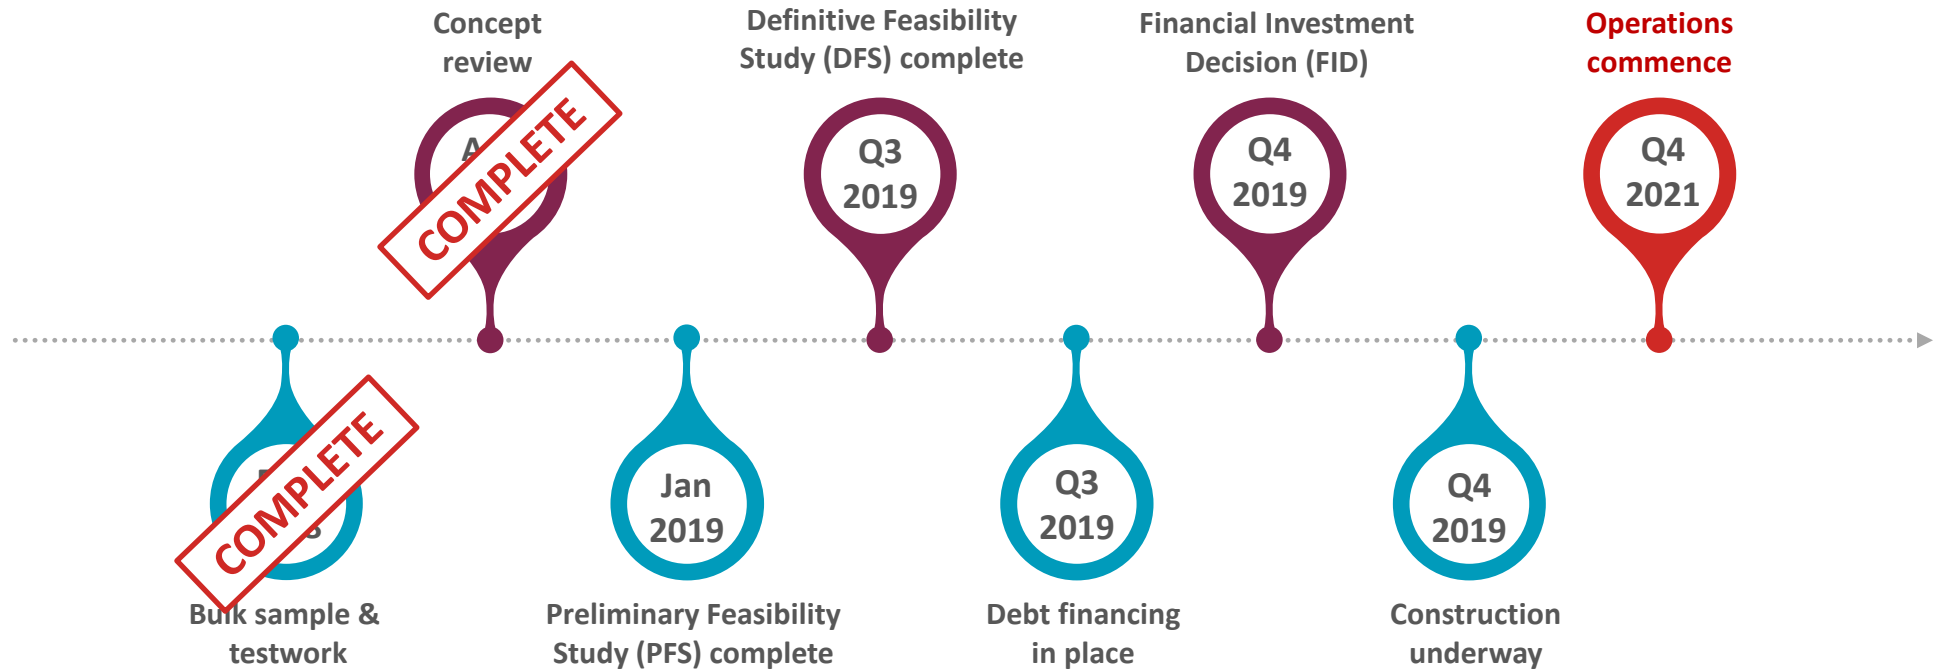 Concept
review
COMPLETE
Definitive Feasibility
Study (DFS) complete
Q3
2019
Financial Investment
Decision (FID)
Q4
2019
Operations
commence
Q4
2021
COMPLETE
Bulk sample &
testwork
Jan
2019
Preliminary Feasibility
Study (PFS) complete
Q3
2019
Debt financing
in place
Q4
2019
Construction
underway